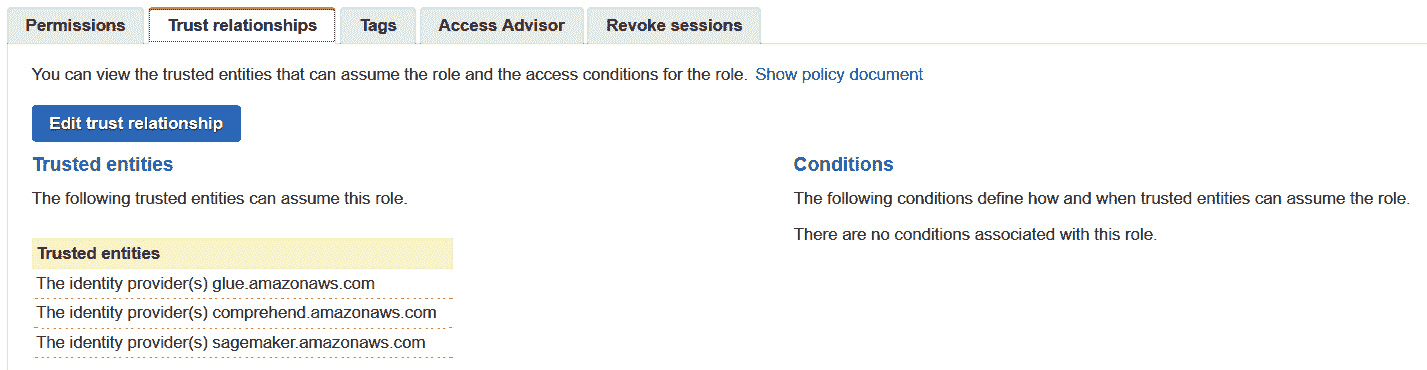 Permissions Trust relationships Tags Access Advisor Revoke sessions
You can view the trusted entities that can assume the role and the access conditions for the role. Show policy document
Edit trust relationship
Trusted entities
The following trusted entities can assume this role.
Trusted entities
The identity provider(s) glue.amazonaws.com
The identity provider(s) comprehend.amazonaws.com
The identity provider(s) sagemaker.amazonaws.com
Conditions
The following conditions define how and when trusted entities can assume the role.
There are no conditions associated with this role.